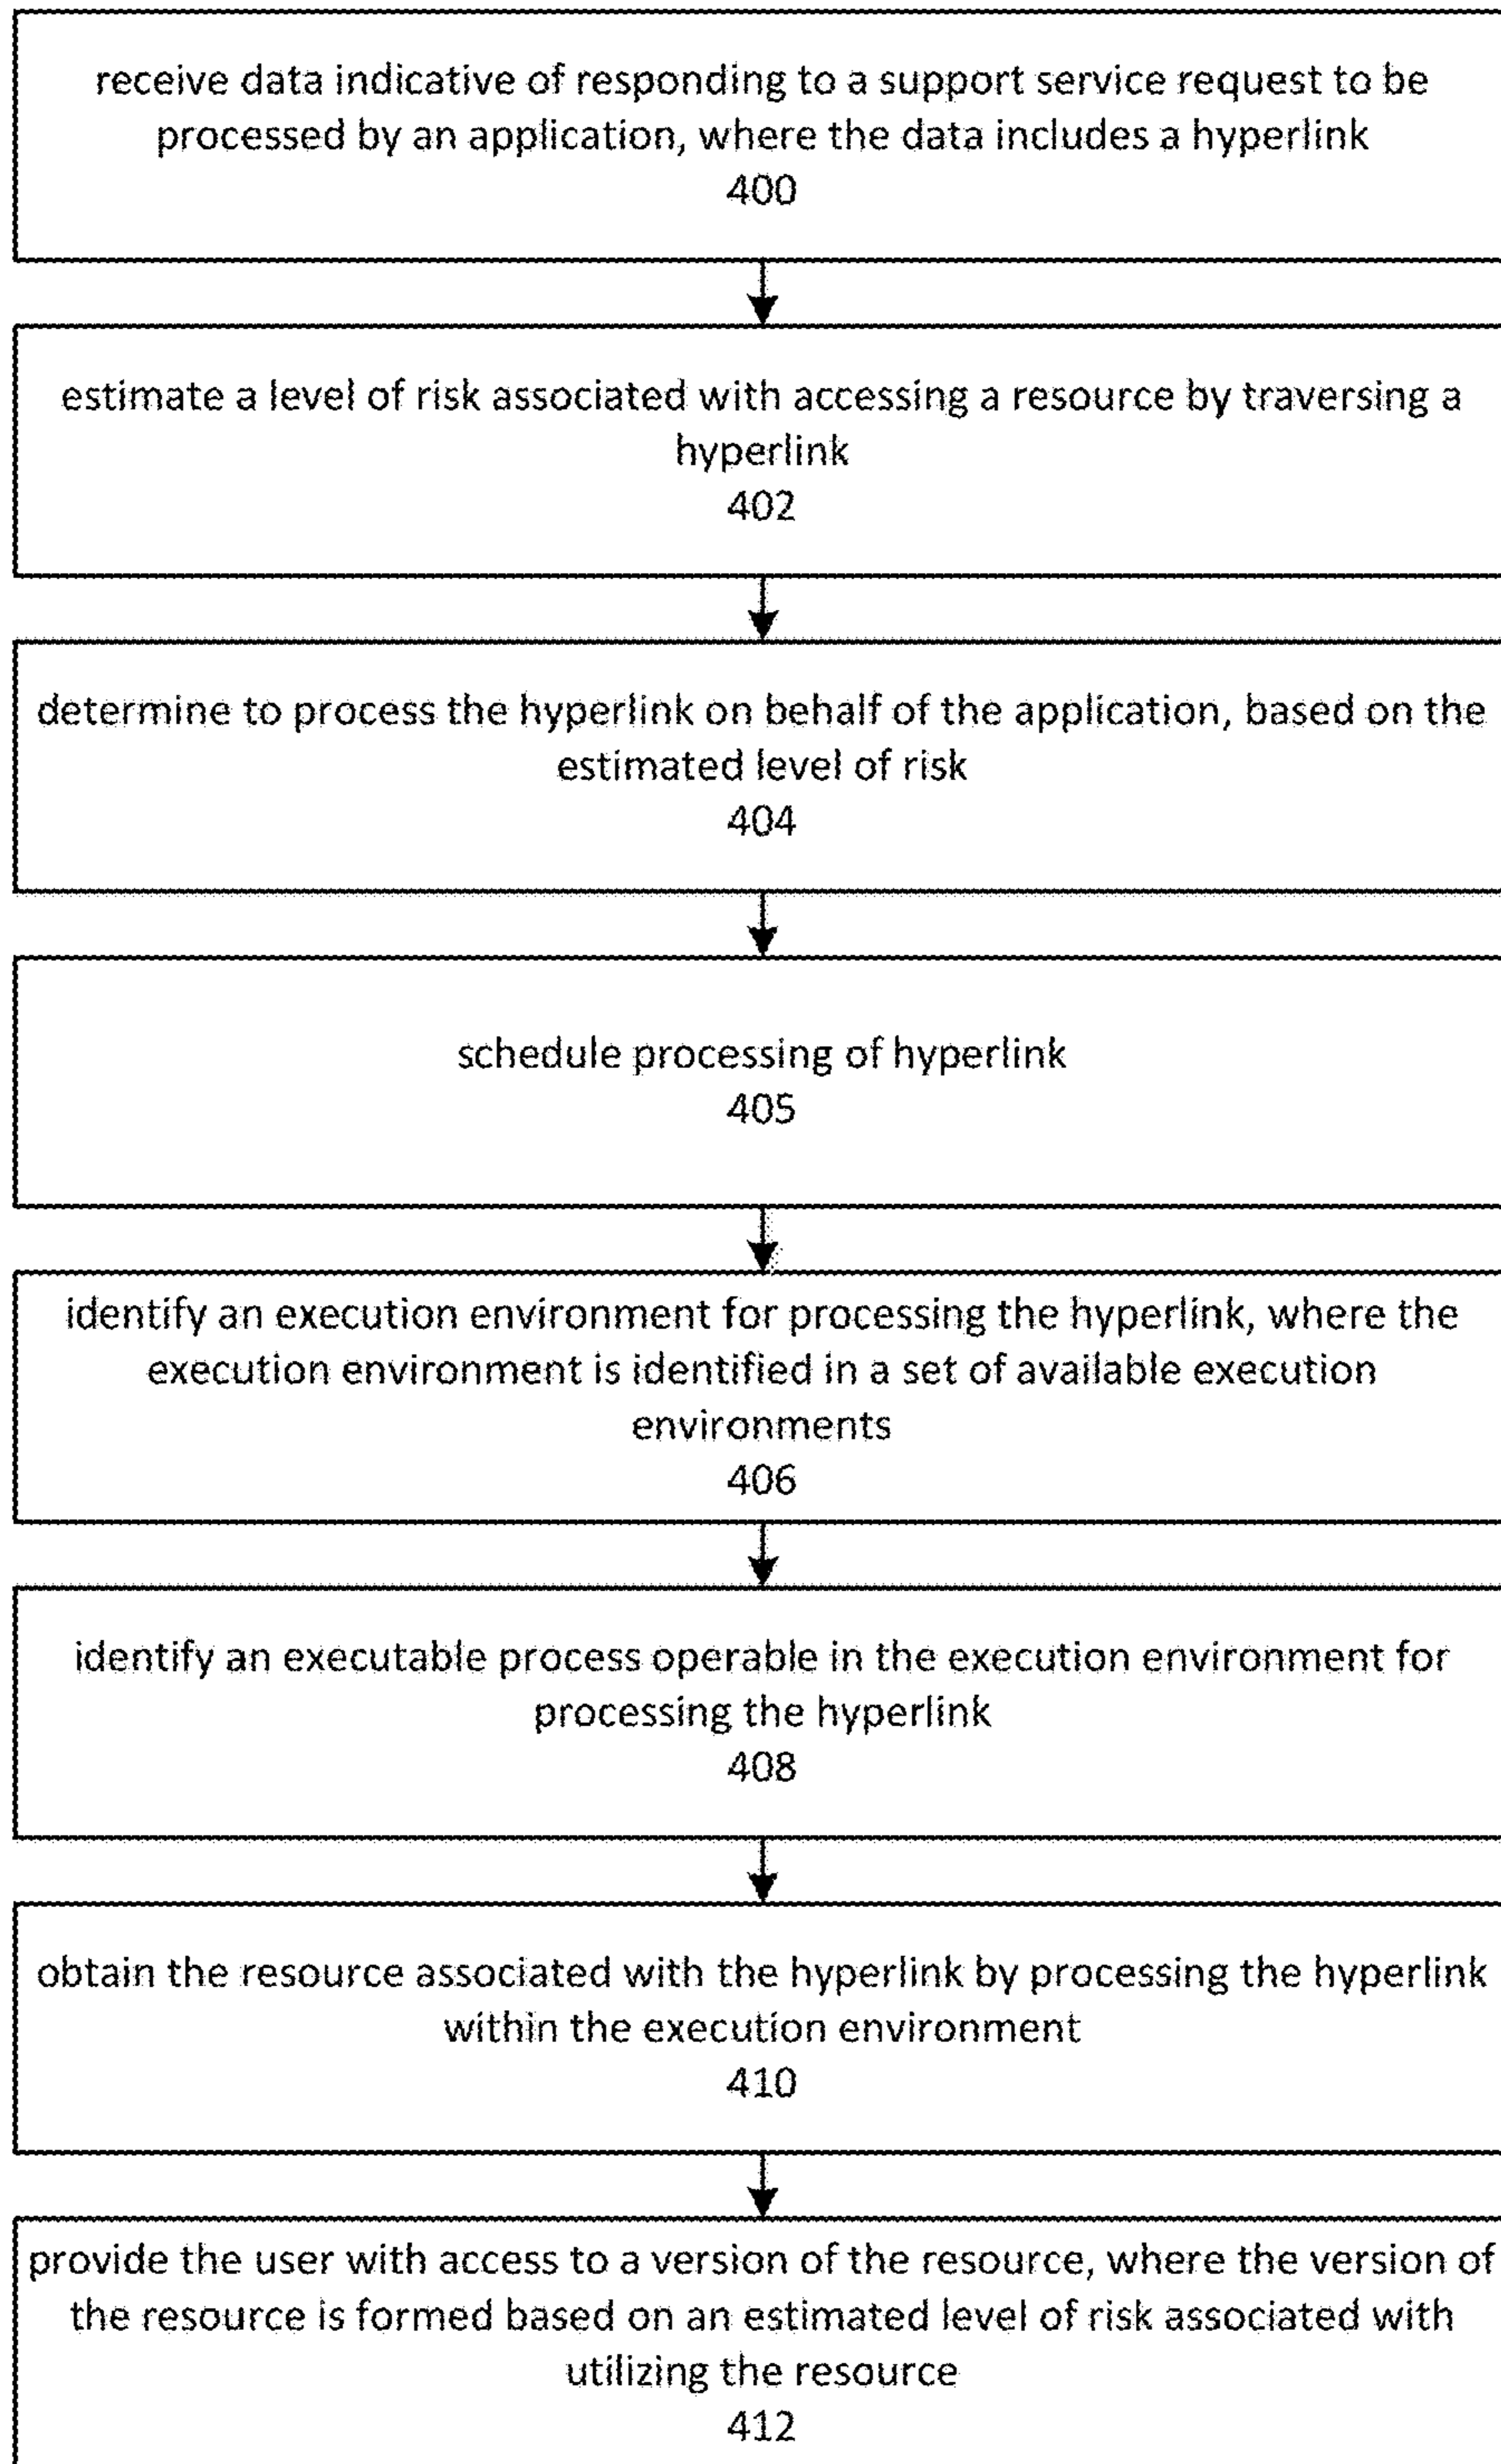 receive data indicative of responding to a support service request to be
processed by an application, where the data includes a hyperlink
400
estimate a level of risk associated with accessing a resource by traversing a
hyperlink
402
determine to process the hyperlink on behalf of the application, based on the
estimated level of risk
404
schedule processing of hyperlink
405
identify an execution environment for processing the hyperlink, where the
execution environment is identified in a set of available execution
environments
406
identify an executable process operable in the execution environment for
processing the hyperlink
408
obtain the resource associated with the hyperlink by processing the hyperlink
within the execution environment
410
provide the user with access to a version of the resource, where the version of
the resource is formed based on an estimated level of risk associated with
utilizing the resource
412